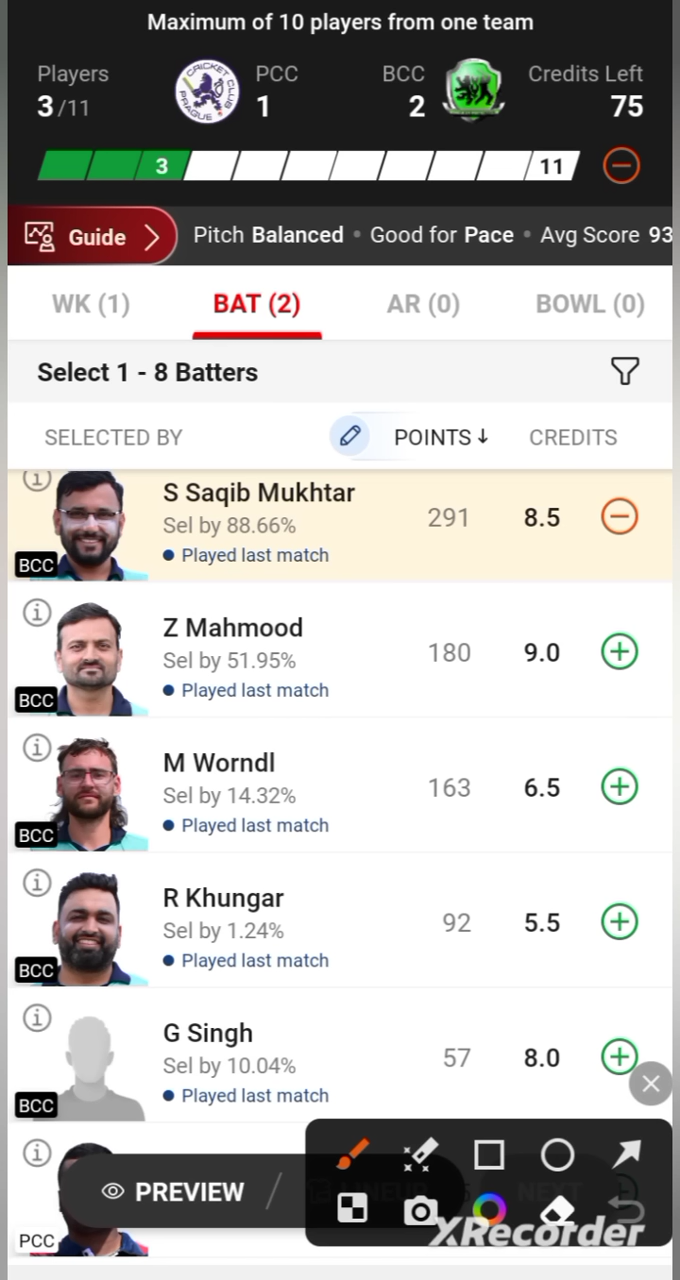 Maximum of 10 players from one team
Players
3/11
CRICKET CLUB
PRAGUE
PCC
1
BCC
2
Credits Left
75
3
11
Guide
Pitch Balanced • Good for Pace • Avg Score 93
WK (1)
BAT (2)
AR (0)
BOWL (0)
Select 1 - 8 Batters
SELECTED BY
POINTS↓
CREDITS
S Saqib Mukhtar
Sel by 88.66%
Played last match
291
8.5
BCC
Z Mahmood
Sel by 51.95%
Played last match
180
9.0
BCC
M Worndl
Sel by 14.32%
Played last match
163
6.5
BCC
R Khungar
Sel by 1.24%
Played last match
92
5.5
BCC
G Singh
Sel by 10.04%
Played last match
57
8.0
BCC
PCC
PREVIEW
LINEUP
NEXT
XRecorder